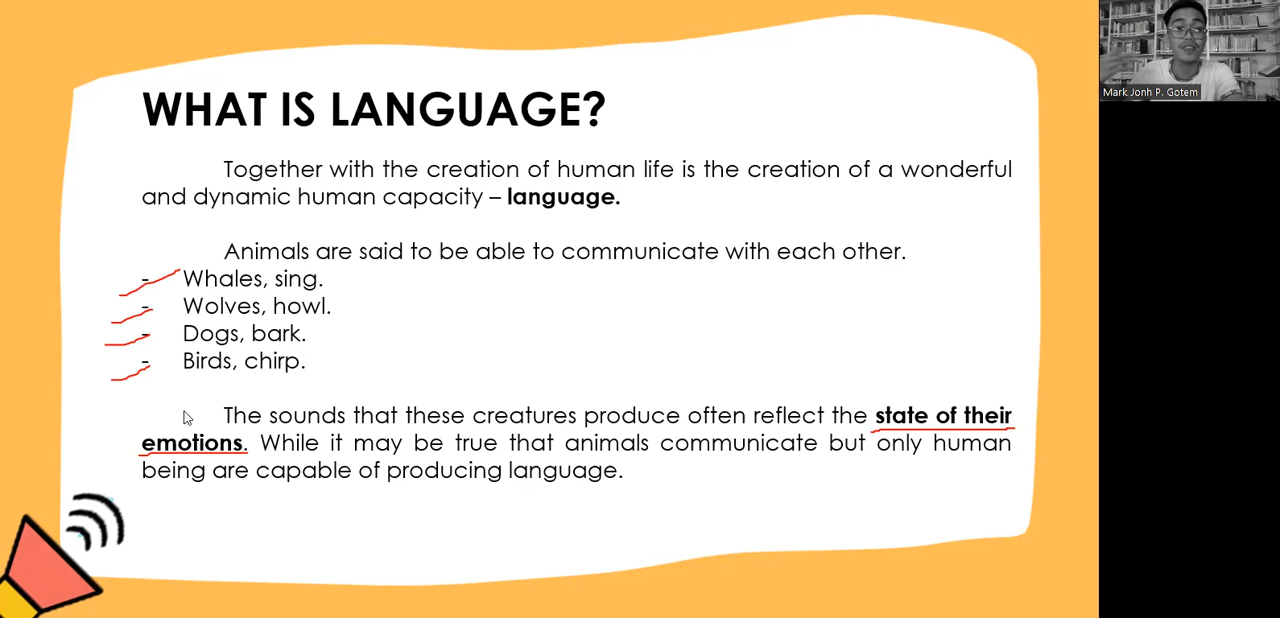 WHAT IS LANGUAGE?
Together with the creation of human life is the creation of a wonderful
and dynamic human capacity – language.
Animals are said to be able to communicate with each other.
- Whales, sing.
- Wolves, howl.
- Dogs, bark.
- Birds, chirp.
The sounds that these creatures produce often reflect the state of their
emotions. While it may be true that animals communicate but only human
being are capable of producing language.
Mark Jonh P. Gotem